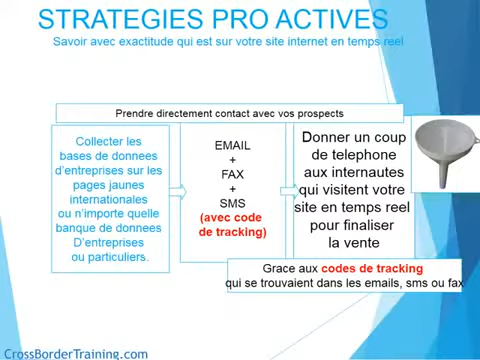 STRATEGIES PRO ACTIVES
Savoir avec exactitude qui est sur votre site internet en temps reel
Prendre directement contact avec vos prospects
Collecter les
bases de donnees
d'entreprises sur les
pages jaunes
internationales
ou n'importe quelle
banque de donnees
D'entreprises
ou particuliers.
EMAIL
+
FAX
+
SMS
(avec code
de tracking)
Donner un coup
de telephone
aux internautes
qui visitent votre
site en temps reel
pour finaliser
la vente
Grace aux codes de tracking
qui se trouvaient dans les emails, sms ou fax
CrossBorderTraining.com